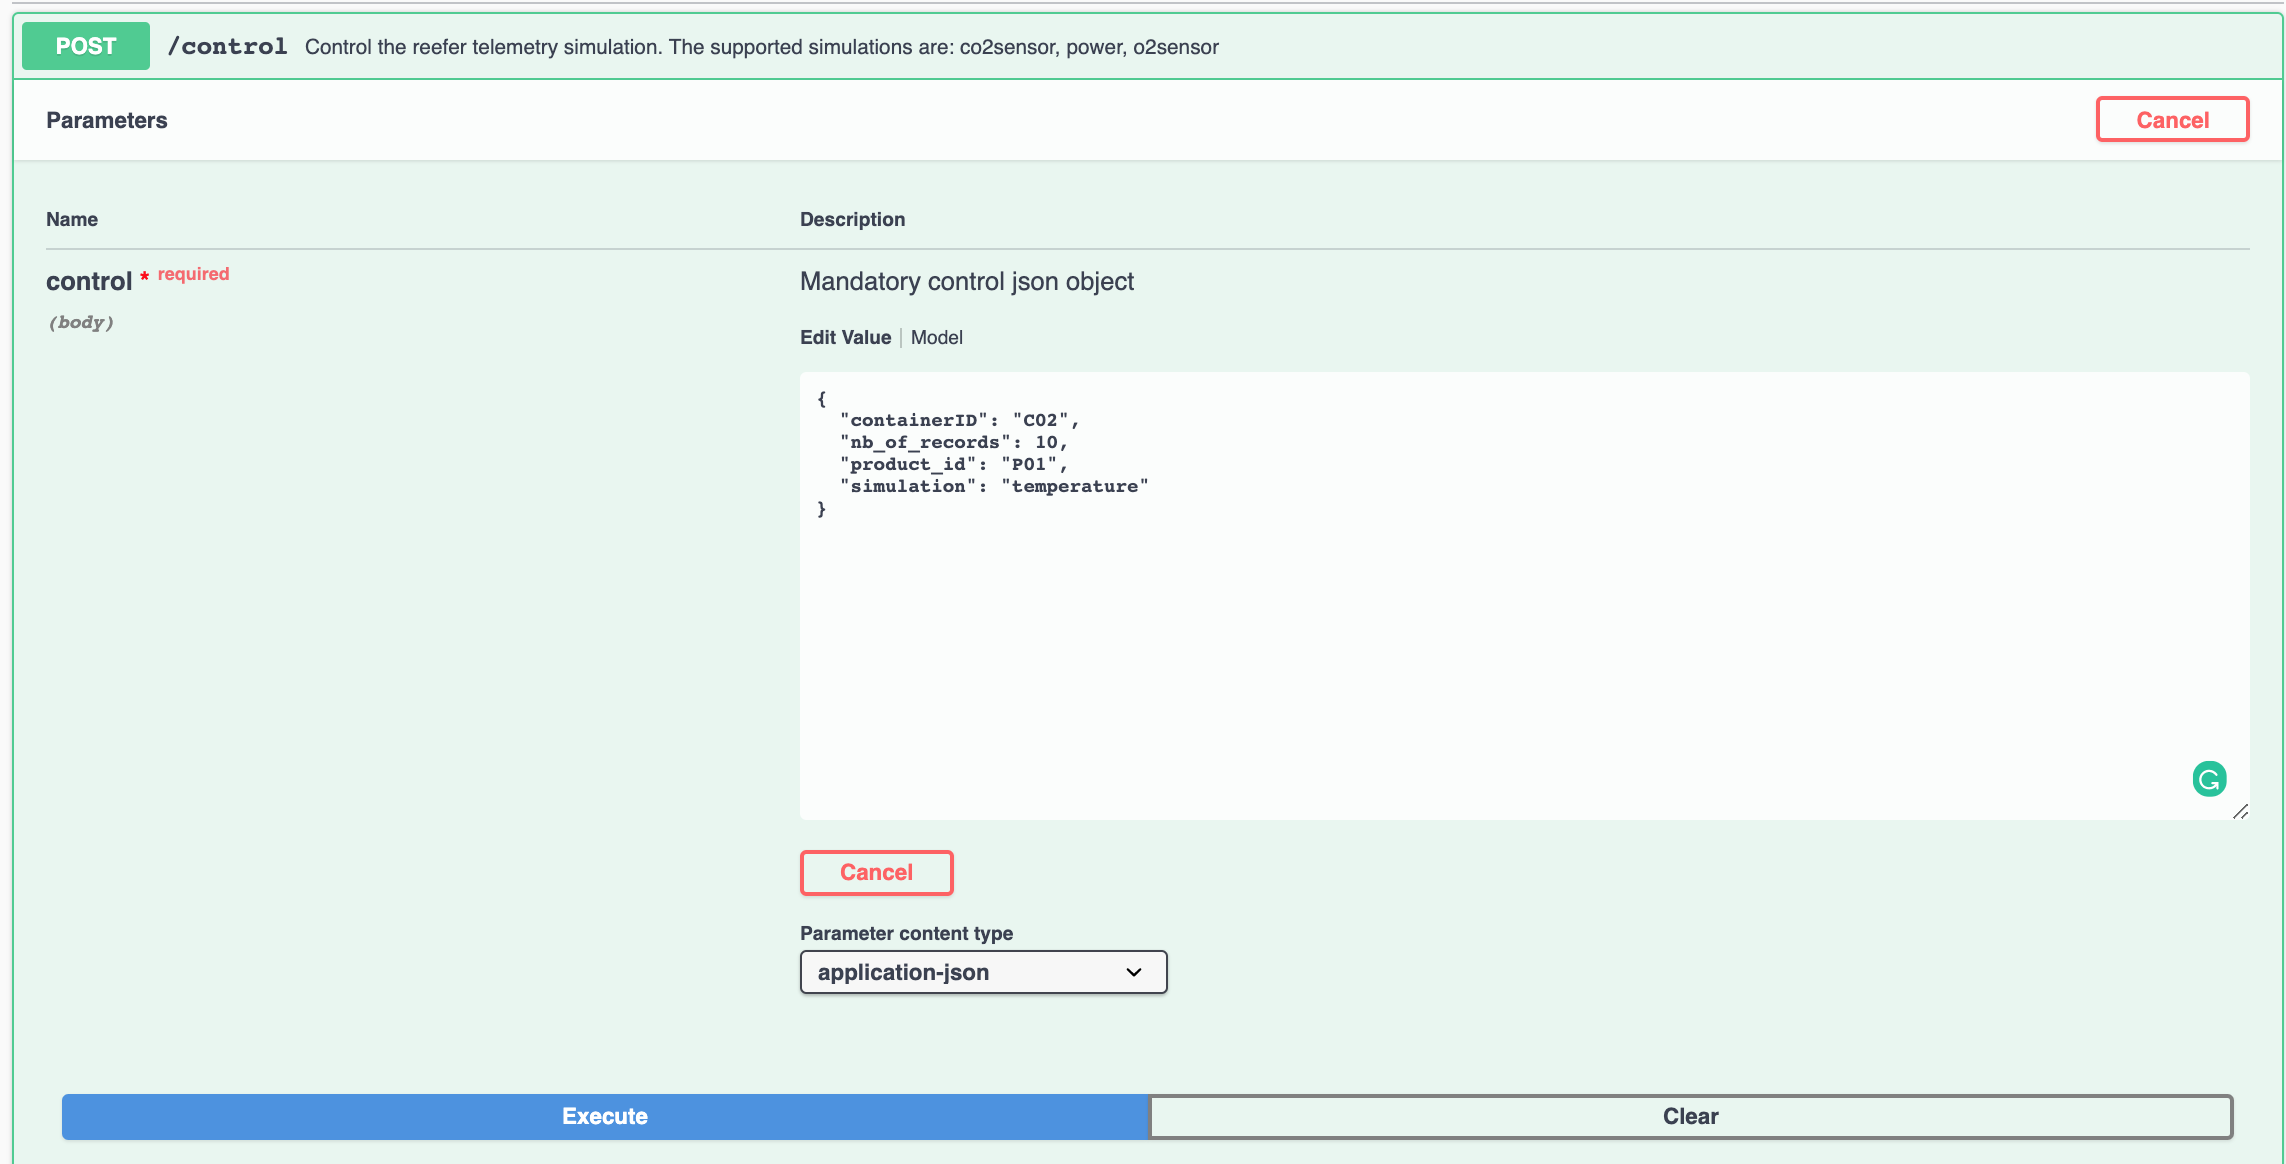 POST /control Control the reefer telemetry simulation. The supported simulations are: co2sensor, power, o2sensor
Parameters
Cancel
Name
Description
control * required
(body)
Mandatory control json object
Edit Value | Model
{
  "containerID": "C02",
  "nb_of_records": 10,
  "product_id": "P01",
  "simulation": "temperature"
}
Cancel
Parameter content type
application-json
Execute
Clear